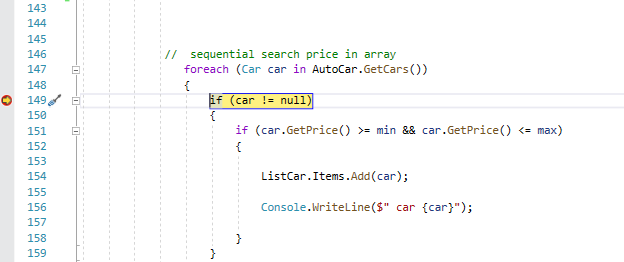 143
144
145
146 // sequential search price in array
147 foreach (Car car in AutoCar.GetCars())
148 {
149 if (car != null)
150 {
151 if (car.GetPrice() >= min && car.GetPrice() <= max)
152 {
153
154 ListCar.Items.Add(car);
155
156 Console.WriteLine($" car {car}");
157
158 }
159 }